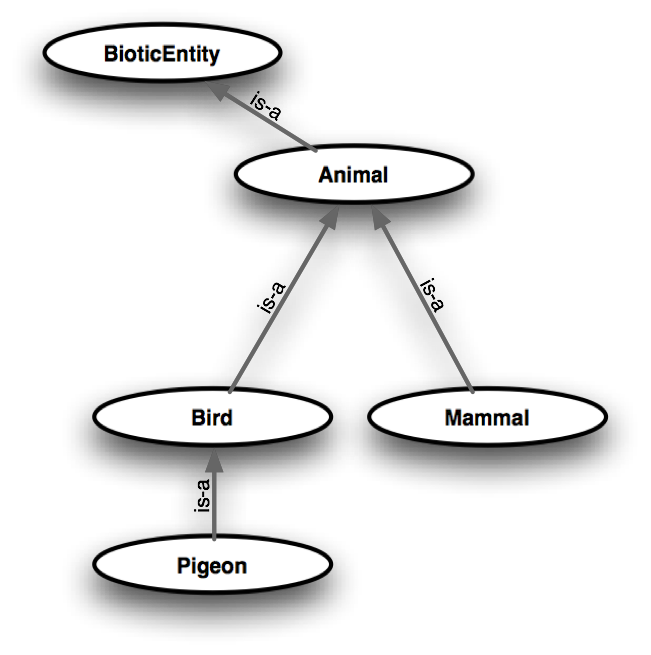 BioticEntity
is-a
Animal
is-a
is-a
Bird
Mammal
is-a
Pigeon